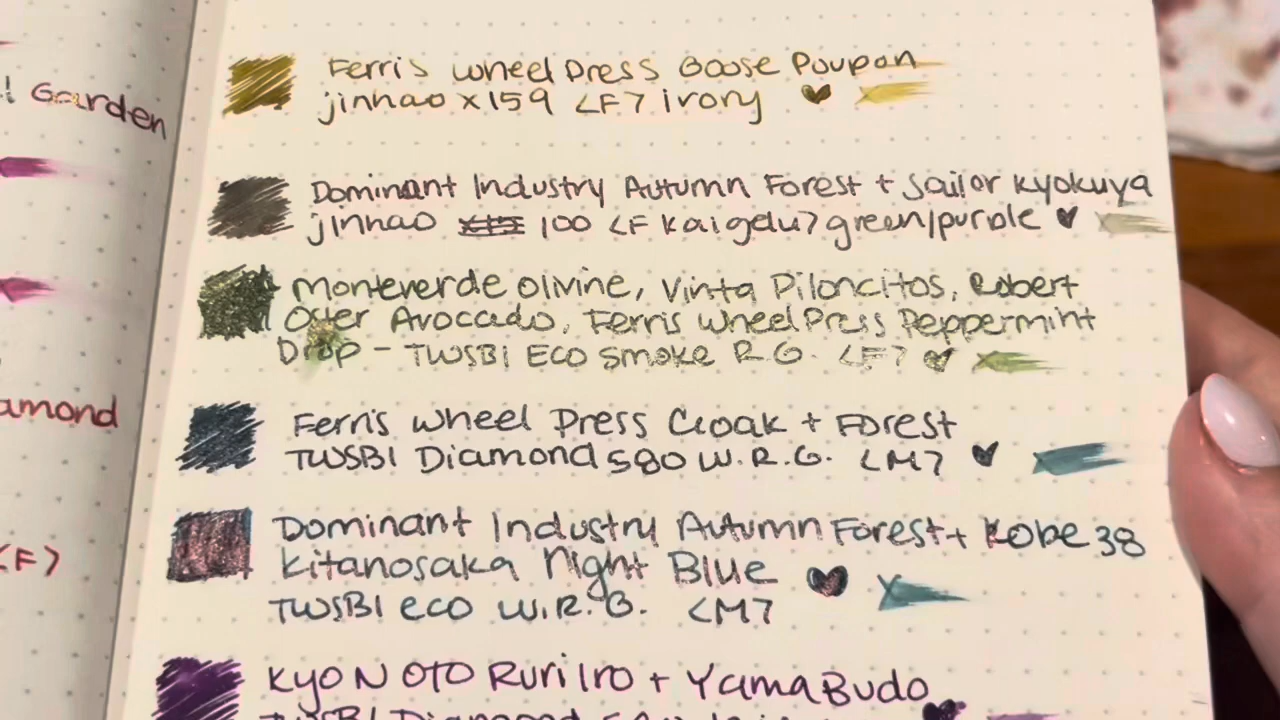 Garden
amond
<F>
Ferris Wheel Press Goose Poupon
jinhao x159 <F> ivory
Dominant Industry Autumn Forest + Sailor Kyokuya
jinhao 100 <F Kaigelu> green/purple
Monteverde Olivine, Vinta Piloncitos, Robert
Oster Avocado, Ferris Wheel Press Peppermint
Drop - TWSBI Eco Smoke R.G. <F>
Ferris Wheel Press Cloak + Forest
TWSBI Diamond 580 W.R.G. <M>
Dominant Industry Autumn Forest + Kobe 38
Kitanosaka Night Blue
TWSBI eco W.R.G. <M>
Kyo No Oto Ruri Iro + Yama Budo
TWSBI Diamond